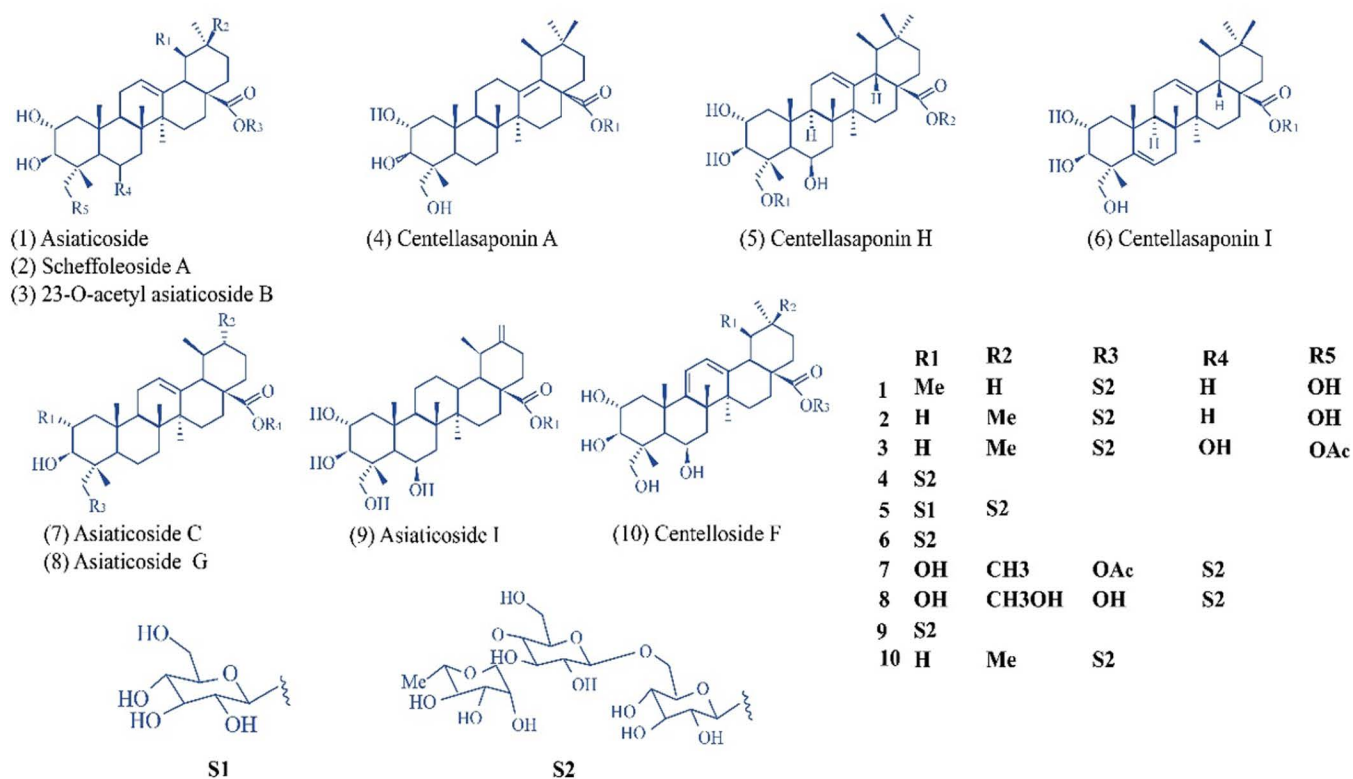 R1 R2
HO
HO
R4
R5
O
OR3
(1) Asiaticoside
(2) Scheffoleoside A
(3) 23-O-acetyl asiaticoside B
HO
HO
OH
O
OR1
(4) Centellasaponin A
HO
HO
H
H
OH
OR1
O
OR2
(5) Centellasaponin H
HO
HO
H
H
OH
O
OR1
(6) Centellasaponin I
R2
R1
HO
R3
O
OR4
(7) Asiaticoside C
(8) Asiaticoside G
HO
HO
OH
OH
O
OR1
(9) Asiaticoside I
R1 R2
HO
HO
OH
OH
O
OR3
(10) Centelloside F
R1 R2 R3 R4 R5
1 Me H S2 H OH
2 H Me S2 H OH
3 H Me S2 OH OAc
4 S2
5 S1 S2
6 S2
7 OH CH3 OAc S2
8 OH CH3OH OH S2
9 S2
10 H Me S2
HO
O
HO
HO
OH
S1
HO
O
O
HO
OH
O
Me
O
HO
HO
OH
O
HO
HO
OH
S2